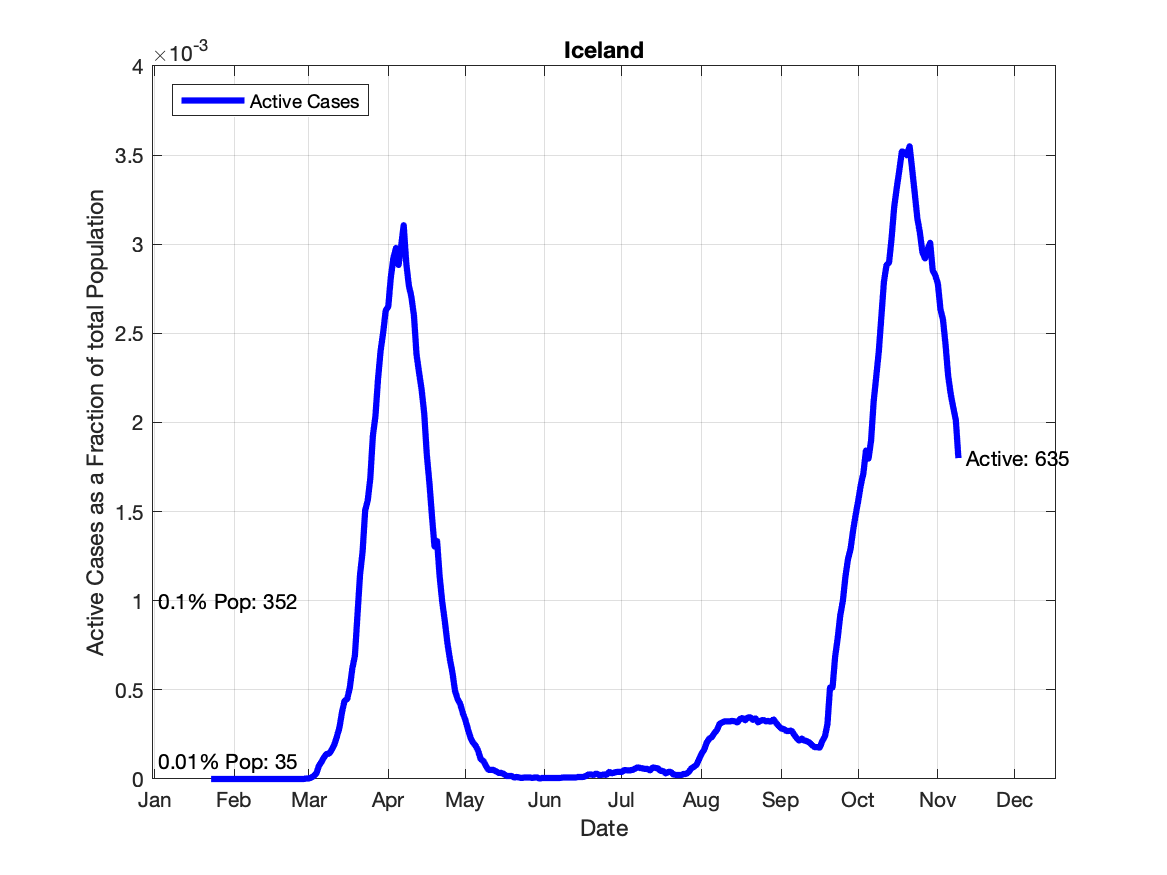 Iceland
×10-3
Active Cases
4
3.5
3
2.5
2
1.5
1
0.5
0
Active Cases as a Fraction of total Population
Active: 635
0.1% Pop: 352
0.01% Pop: 35
Jan Feb Mar Apr May Jun Jul Aug Sep Oct Nov Dec
Date